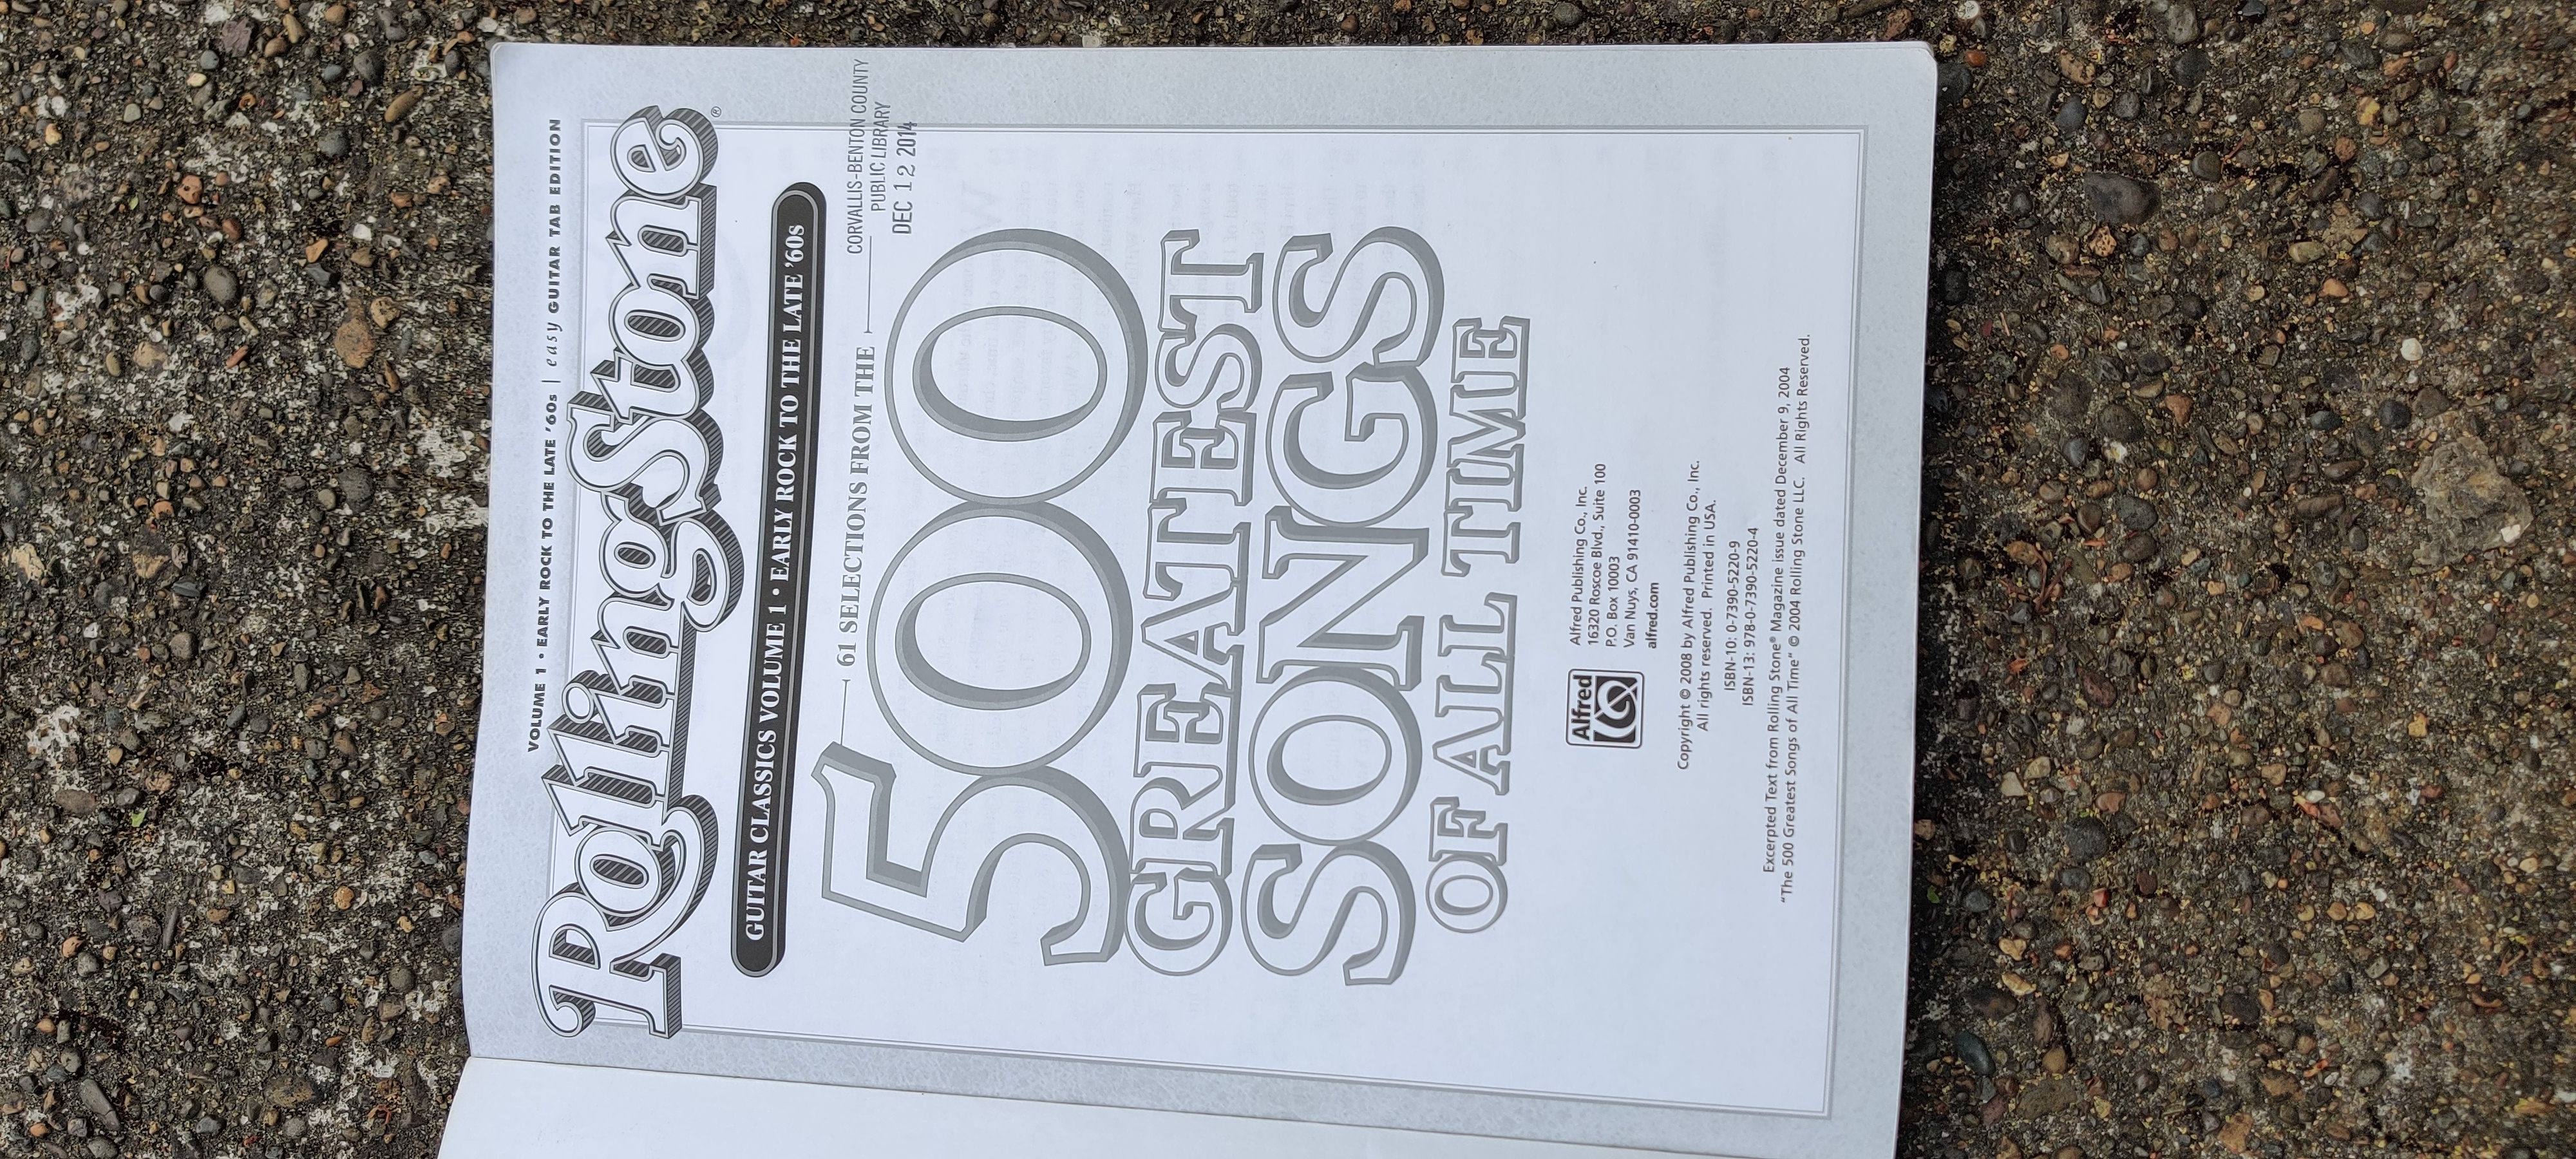 VOLUME 1 • EARLY ROCK TO THE LATE '60s | easy GUITAR TAB EDITION
RollingStone®
GUITAR CLASSICS VOLUME 1 • EARLY ROCK TO THE LATE '60s
CORVALLIS-BENTON COUNTY
PUBLIC LIBRARY
DEC 12 2014
61 SELECTIONS FROM THE
500
GREATEST
SONGS
OF ALL TIME
Alfred
Alfred Publishing Co., Inc.
16320 Roscoe Blvd., Suite 100
P.O. Box 10003
Van Nuys, CA 91410-0003
alfred.com
Copyright © 2008 by Alfred Publishing Co., Inc.
All rights reserved. Printed in USA.
ISBN-10: 0-7390-5220-9
ISBN-13: 978-0-7390-5220-4
Excerpted Text from Rolling Stone® Magazine issue dated December 9, 2004
"The 500 Greatest Songs of All Time" © 2004 Rolling Stone LLC. All Rights Reserved.